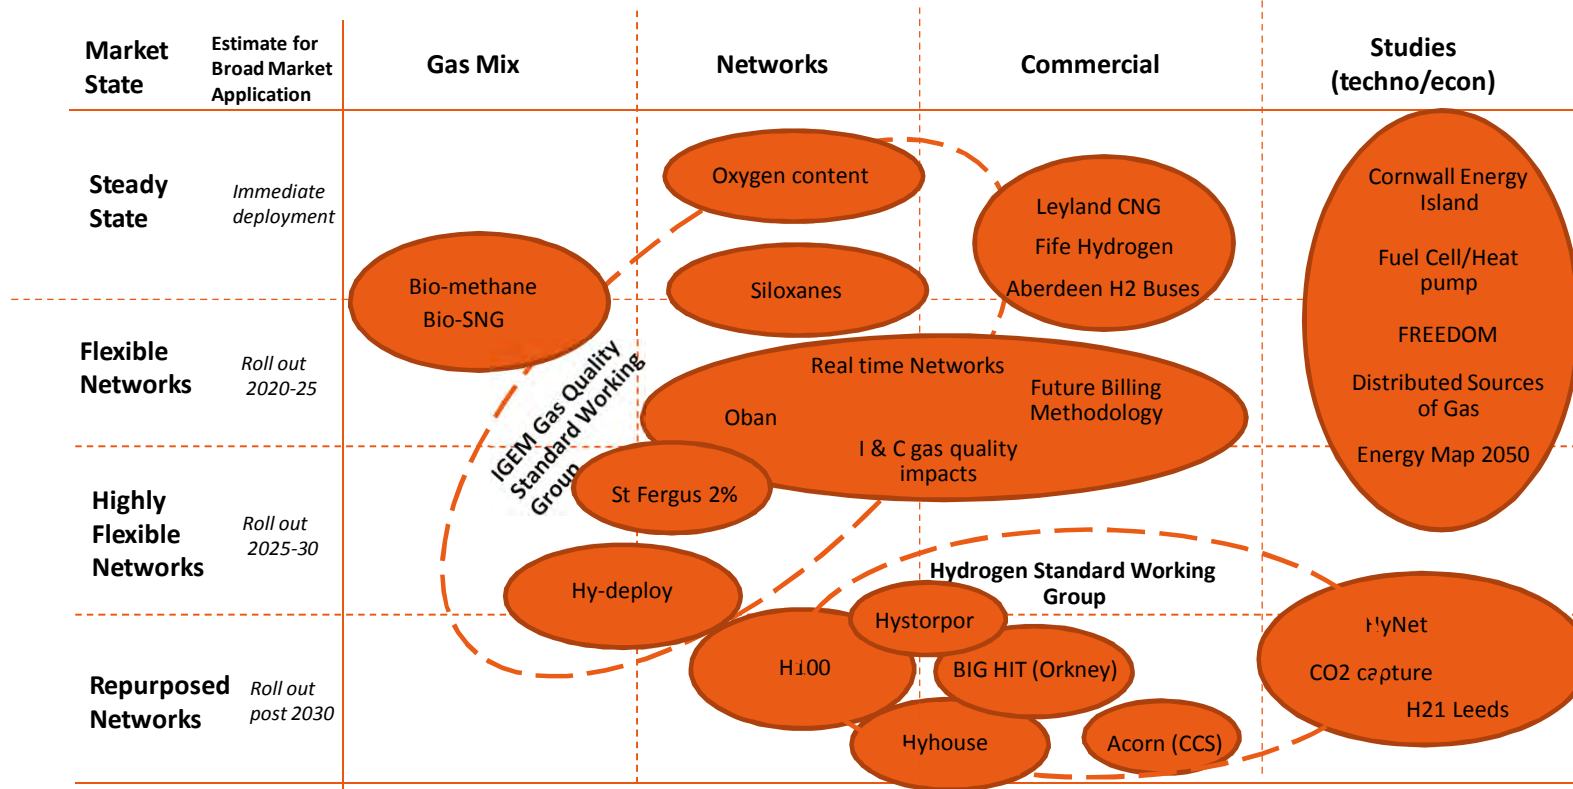 Market
State
Estimate for
Broad Market
Application
Gas Mix
Networks
Commercial
Studies
(techno/econ)
Steady
State
Immediate
deployment
Oxygen content
Leyland CNG
Fife Hydrogen
Aberdeen H2 Buses
Cornwall Energy
Island
Fuel Cell/Heat
pump
FREEDOM
Distributed Sources
of Gas
Energy Map 2050
Bio-methane
Bio-SNG
Siloxanes
Flexible
Networks
Roll out
2020-25
IGEM Gas Quality
Standard Working
Group
Real time Networks
Oban
Future Billing
Methodology
I & C gas quality
impacts
Highly
Flexible
Networks
Roll out
2025-30
St Fergus 2%
Hy-deploy
Hydrogen Standard Working
Group
Repurposed
Networks
Roll out
post 2030
H100
Hystorpor
BIG HIT (Orkney)
Hyhouse
Acorn (CCS)
HyNet
CO2 capture
H21 Leeds